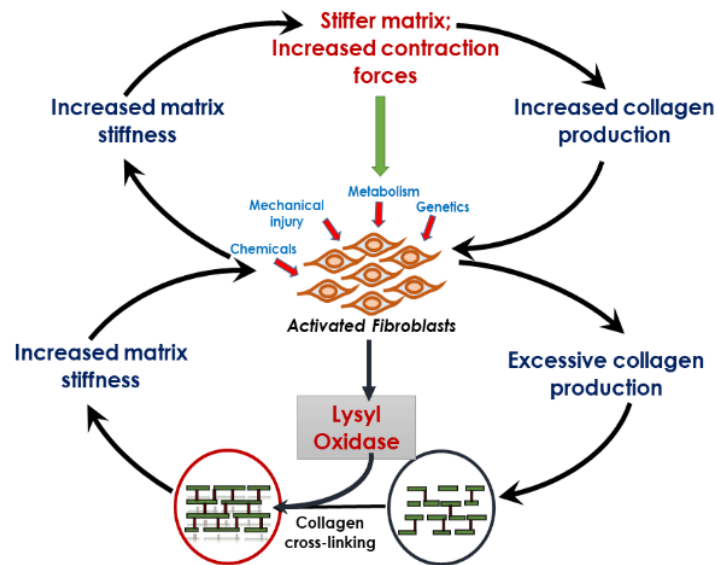 Stiffer matrix;
Increased contraction
forces
Increased matrix
stiffness
Increased collagen
production
Metabolism
Mechanical
injury
Genetics
Chemicals
Activated Fibroblasts
Increased matrix
stiffness
Excessive collagen
production
Lysyl
Oxidase
Collagen
cross-linking